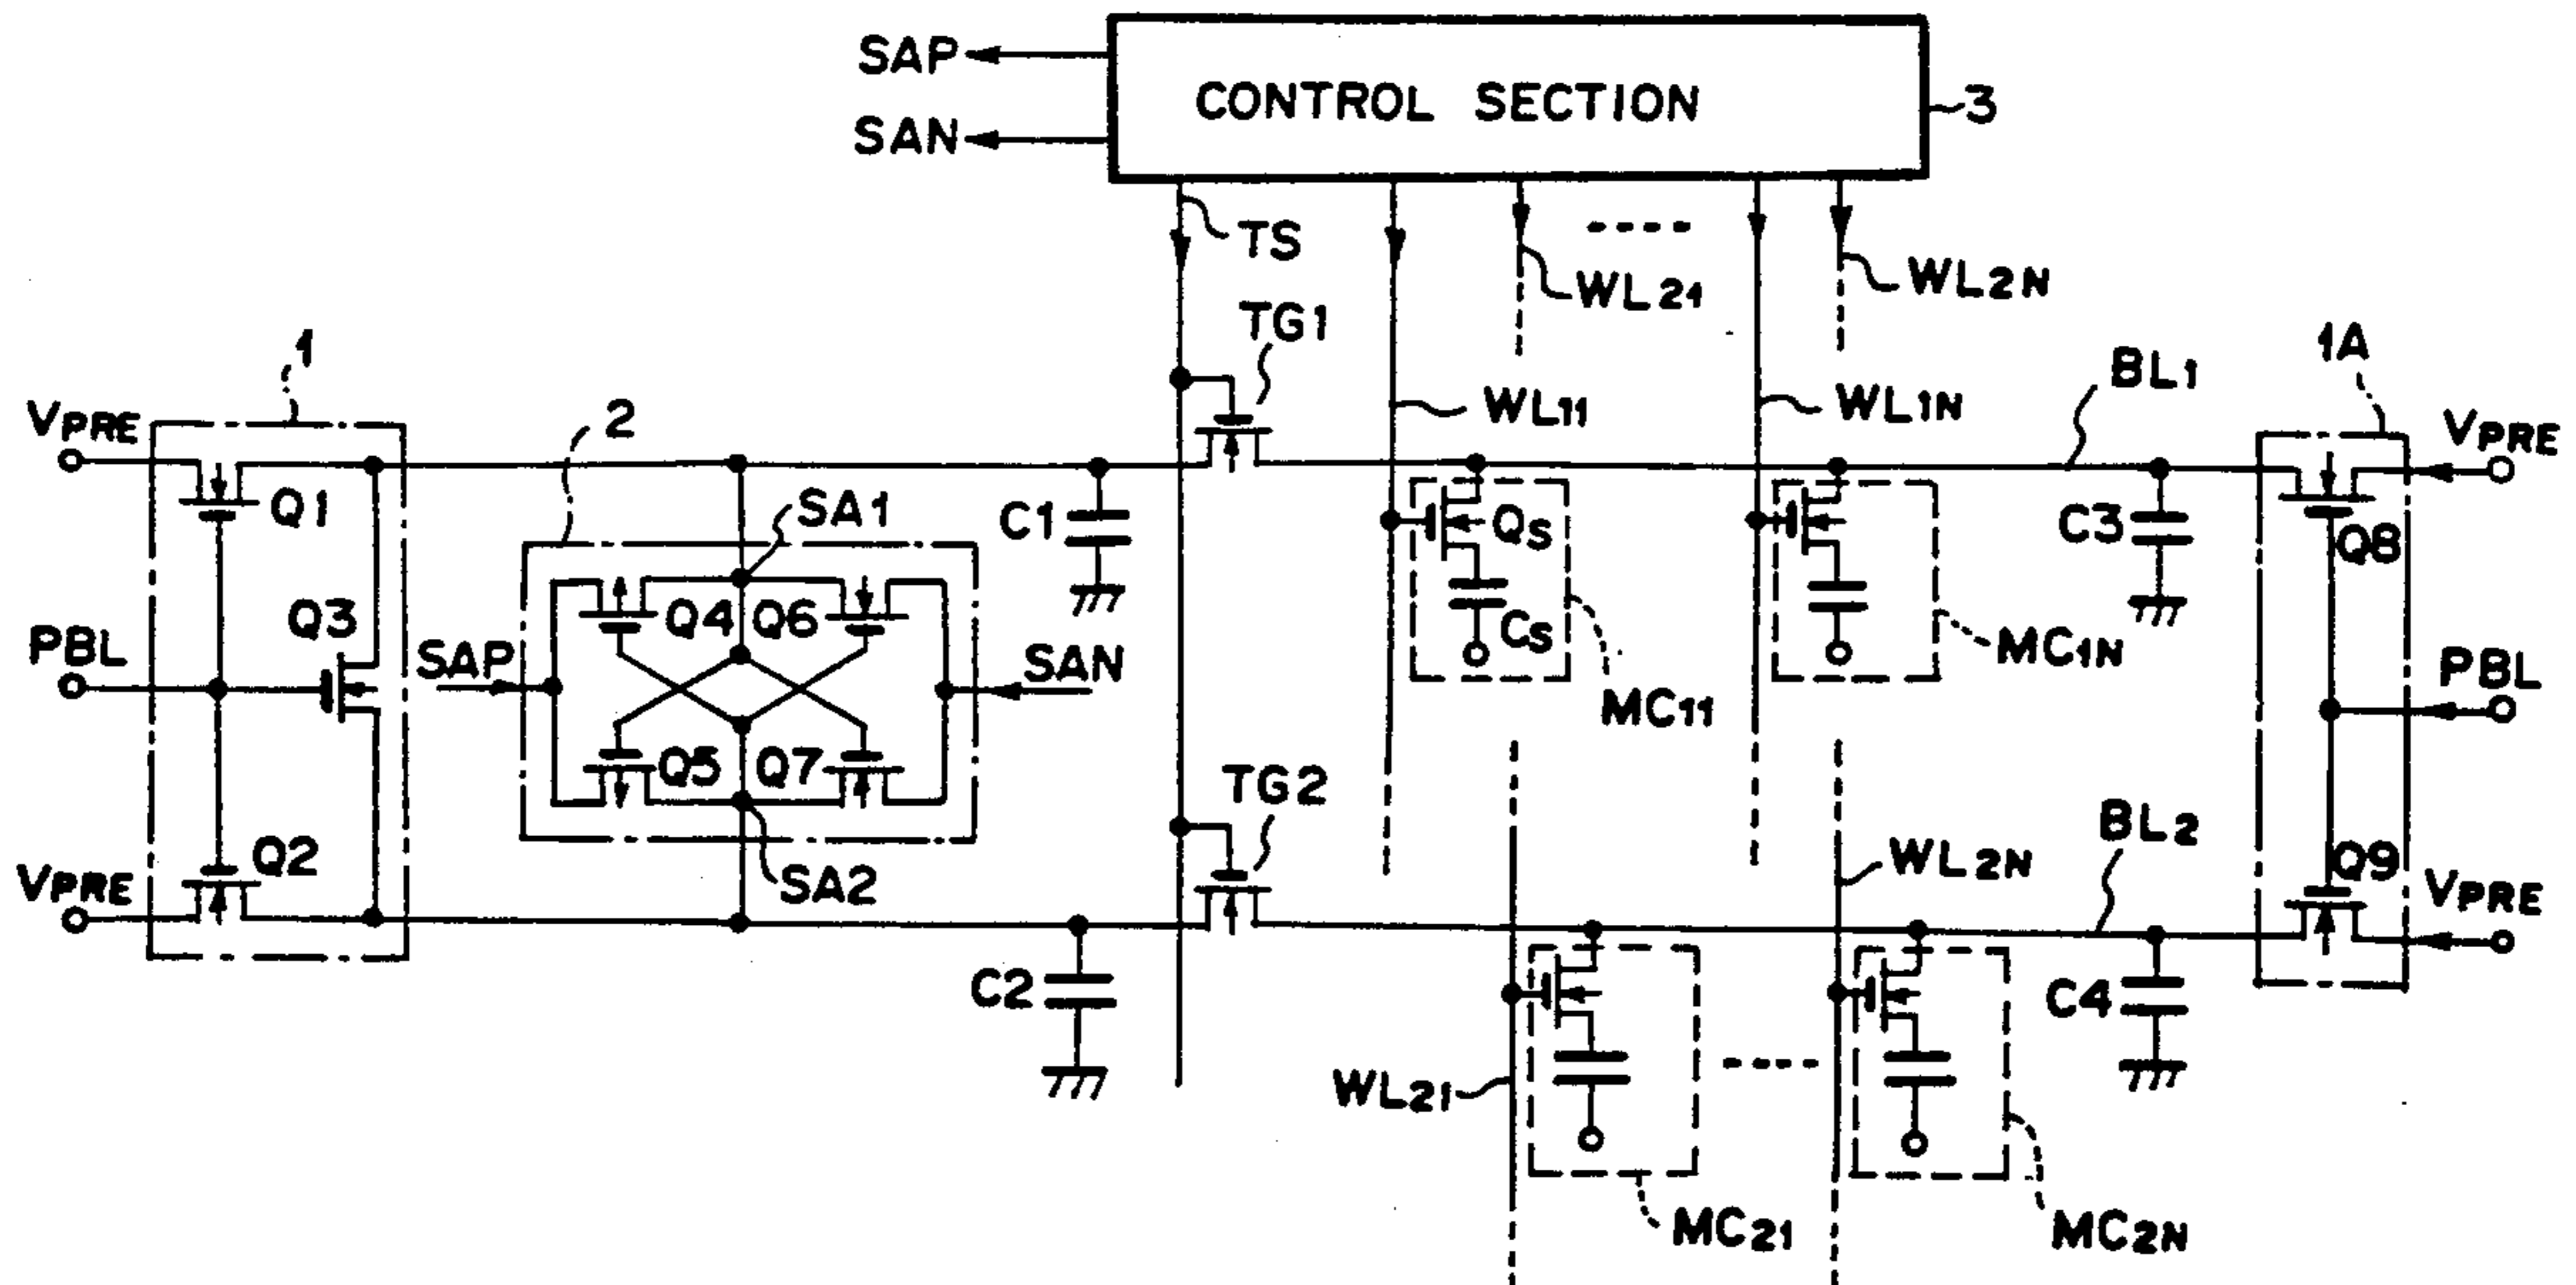 SAP
CONTROL SECTION
3
SAN
TS
WL21
WL2N
TG1
1
1A
BL1
VPRE
2
WL11
WL1N
VPRE
Q1
SA1
C1
QS
C3
Q8
Q3
Q4
Q6
CS
PBL
SAP
SAN
MC11
MC1N
PBL
Q5
Q7
TG2
BL2
Q2
WL2N
Q9
VPRE
SA2
VPRE
C2
C4
WL21
MC21
MC2N